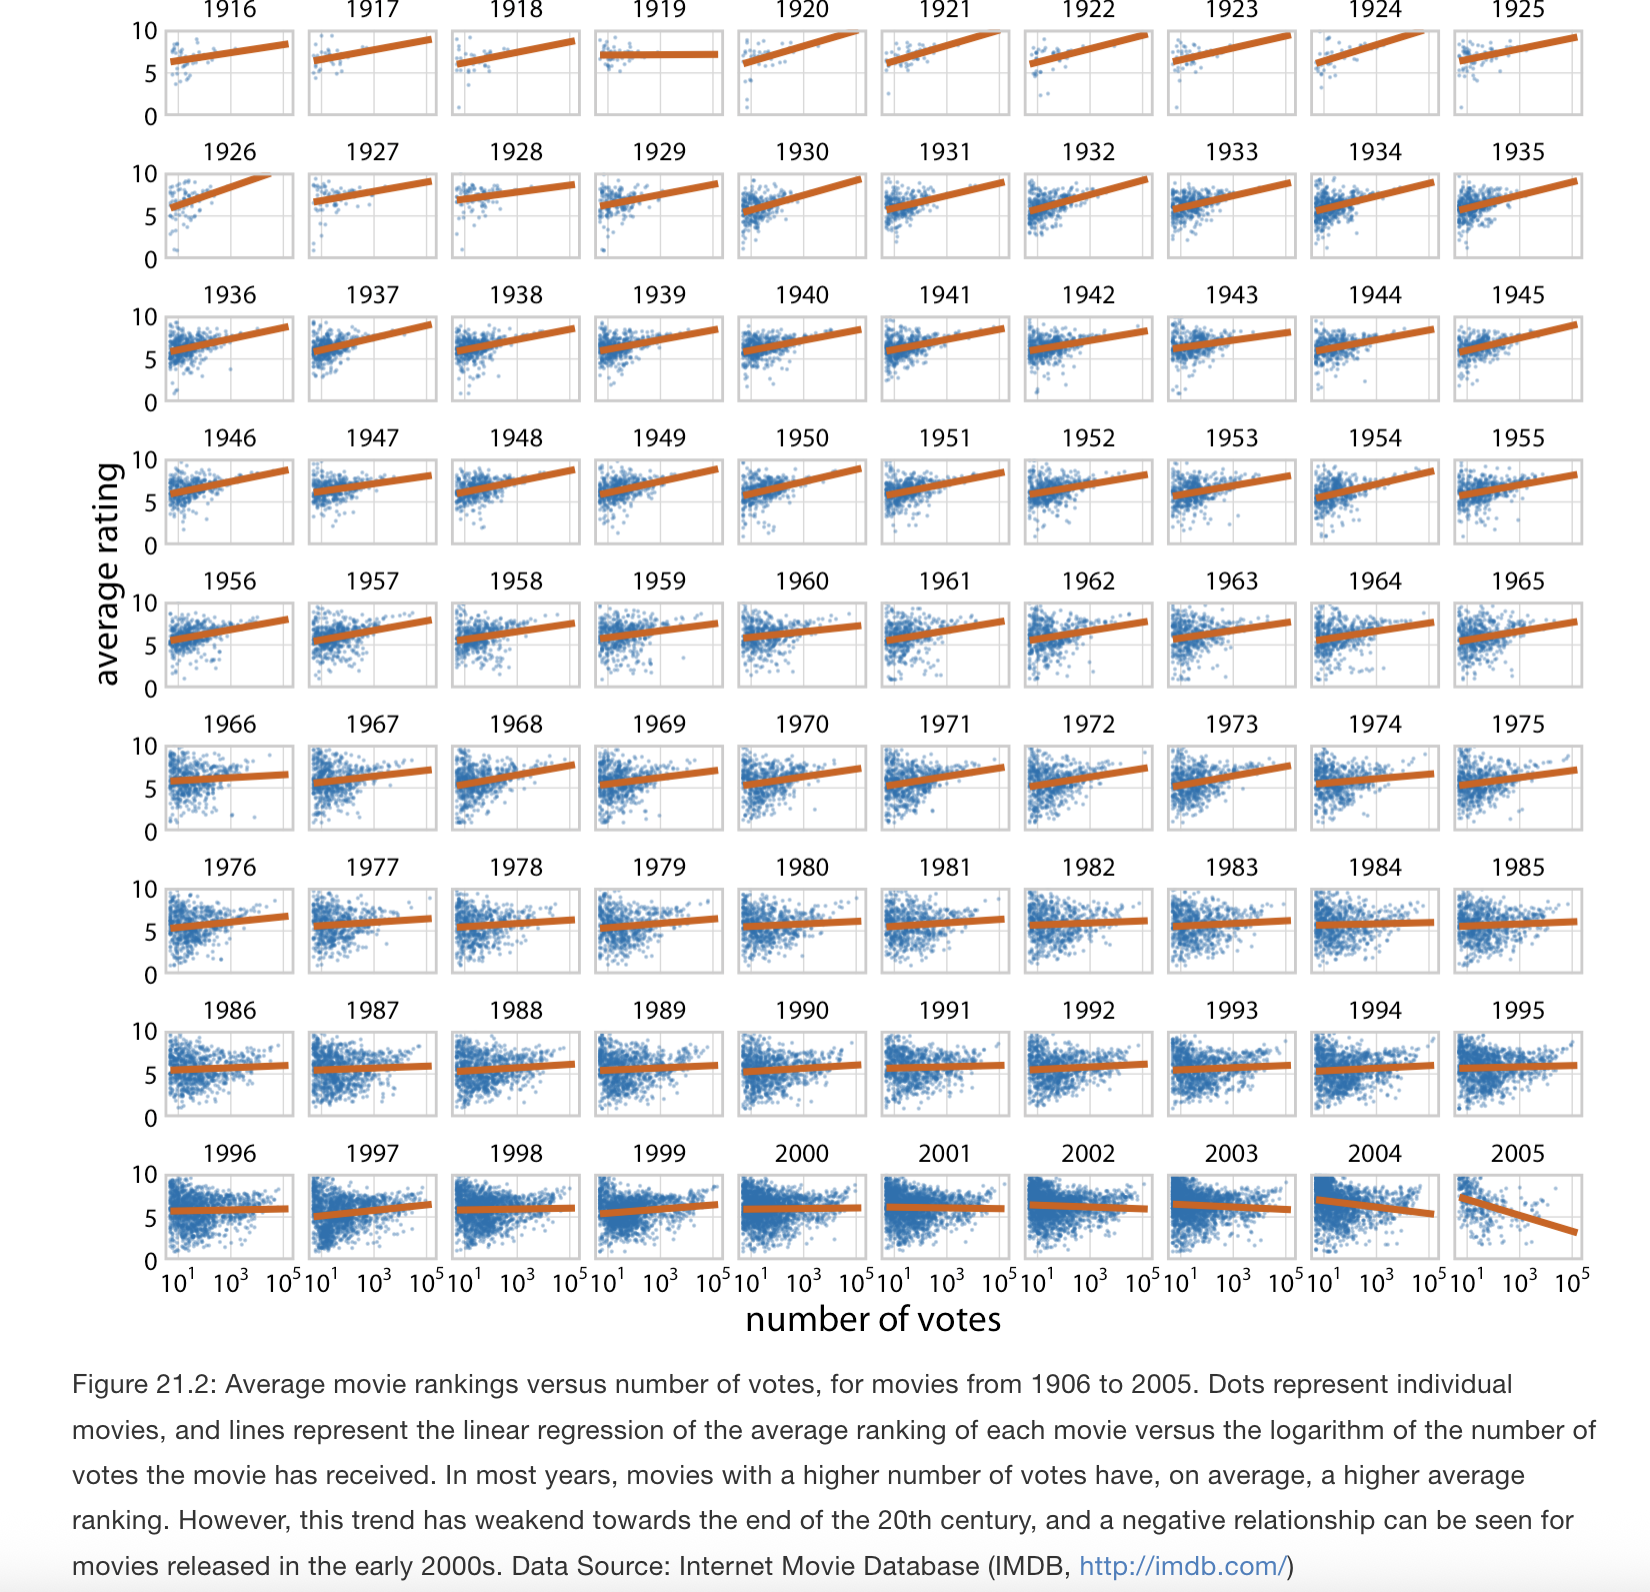 1916 1917 1918 1919 1920 1921 1922 1923 1924 1925
10
5
0
1926 1927 1928 1929 1930 1931 1932 1933 1934 1935
10
5
0
1936 1937 1938 1939 1940 1941 1942 1943 1944 1945
10
5
0
1946 1947 1948 1949 1950 1951 1952 1953 1954 1955
10
5
0
average rating
1956 1957 1958 1959 1960 1961 1962 1963 1964 1965
10
5
0
1966 1967 1968 1969 1970 1971 1972 1973 1974 1975
10
5
0
1976 1977 1978 1979 1980 1981 1982 1983 1984 1985
10
5
0
1986 1987 1988 1989 1990 1991 1992 1993 1994 1995
10
5
0
1996 1997 1998 1999 2000 2001 2002 2003 2004 2005
10
5
0
10¹ 10³ 10⁵ 10¹ 10³ 10⁵ 10¹ 10³ 10⁵ 10¹ 10³ 10⁵ 10¹ 10³ 10⁵ 10¹ 10³ 10⁵ 10¹ 10³ 10⁵ 10¹ 10³ 10⁵ 10¹ 10³ 10⁵ 10¹ 10³ 10⁵
number of votes
Figure 21.2: Average movie rankings versus number of votes, for movies from 1906 to 2005. Dots represent individual
movies, and lines represent the linear regression of the average ranking of each movie versus the logarithm of the number of
votes the movie has received. In most years, movies with a higher number of votes have, on average, a higher average
ranking. However, this trend has weakend towards the end of the 20th century, and a negative relationship can be seen for
movies released in the early 2000s. Data Source: Internet Movie Database (IMDB, http://imdb.com/)